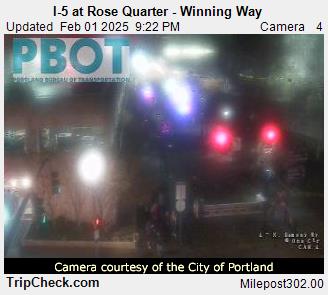 I-5 at Rose Quarter - Winning Way
Updated Feb 01 2025 9:22 PM Camera 4
PBOT
PORTLAND BUREAU OF TRANSPORTATION
Camera courtesy of the City of Portland
TripCheck.com Milepost302.00